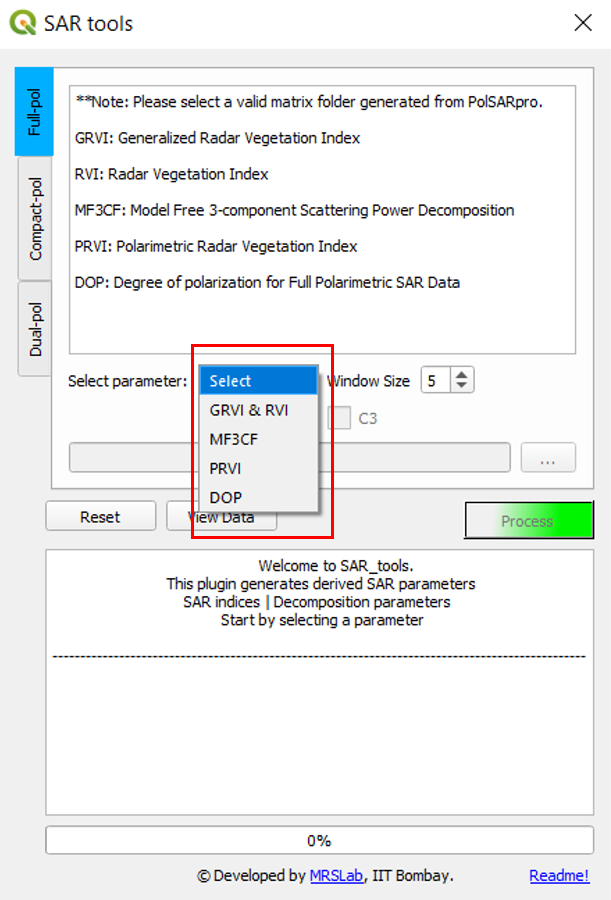 SAR tools
Full-pol
Compact-pol
Dual-pol
**Note: Please select a valid matrix folder generated from PolSARpro.
GRVI: Generalized Radar Vegetation Index
RVI: Radar Vegetation Index
MF3CF: Model Free 3-component Scattering Power Decomposition
PRVI: Polarimetric Radar Vegetation Index
DOP: Degree of polarization for Full Polarimetric SAR Data
Select parameter: Select Window Size 5
GRVI & RVI
C3
MF3CF
PRVI
...
DOP
Reset View Data Process
Welcome to SAR_tools.
This plugin generates derived SAR parameters
SAR indices | Decomposition parameters
Start by selecting a parameter
---------------------------------------------------------------------------------------------
0%
© Developed by MRSLab, IIT Bombay. Readme!